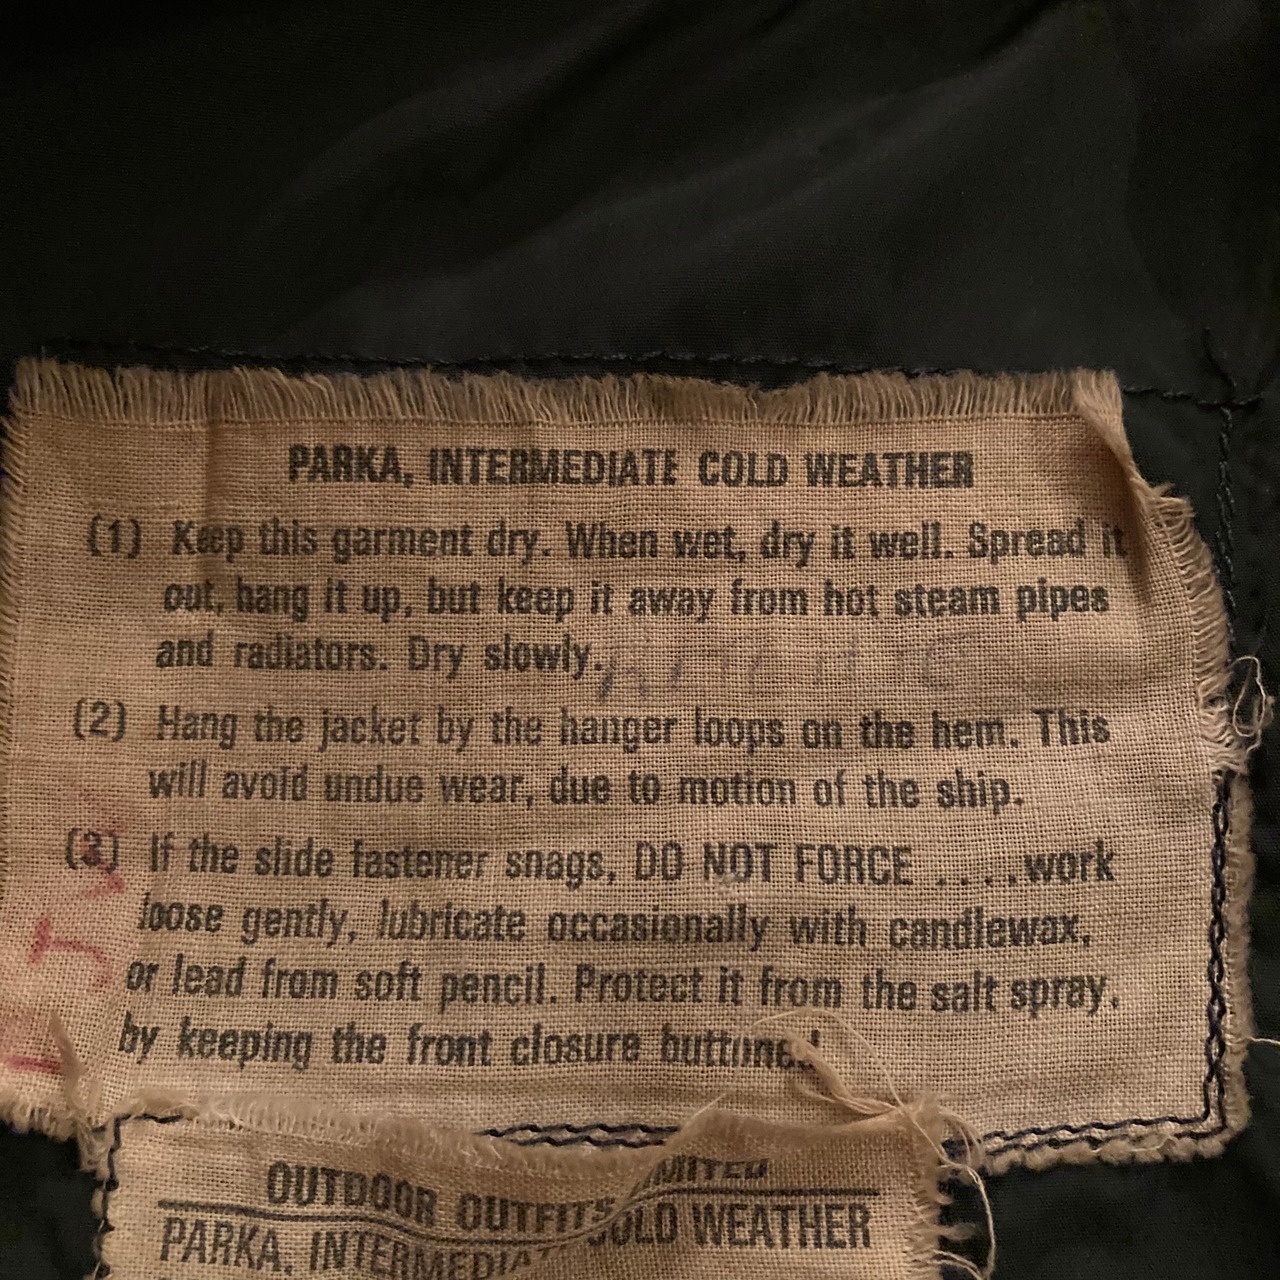 PARKA, INTERMEDIATE COLD WEATHER
(1) Keep this garment dry. When wet, dry it well. Spread it
out, hang it up, but keep it away from hot steam pipes
and radiators. Dry slowly.
(2) Hang the jacket by the hanger loops on the hem. This
will avoid undue wear, due to motion of the ship.
(3) If the slide fastener snags, DO NOT FORCE ....work
loose gently, lubricate occasionally with candlewax,
or lead from soft pencil. Protect it from the salt spray,
by keeping the front closure buttoned
OUTDOOR OUTFITS LIMITED
PARKA, INTERMEDIATE COLD WEATHER